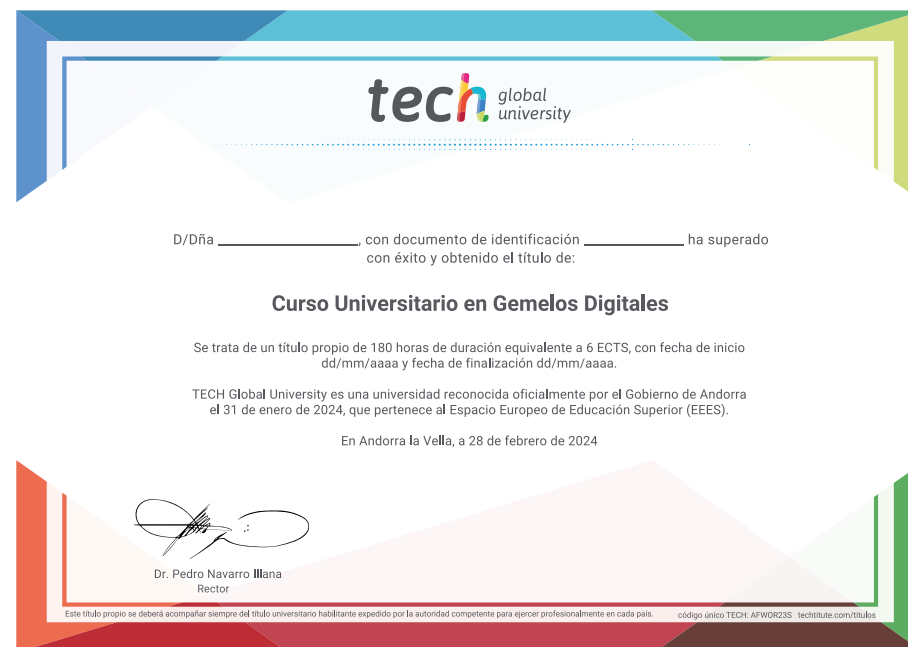 tech global university
D/Dña ____________________, con documento de identificación ______________ ha superado
con éxito y obtenido el título de:
Curso Universitario en Gemelos Digitales
Se trata de un título propio de 180 horas de duración equivalente a 6 ECTS, con fecha de inicio
dd/mm/aaaa y fecha de finalización dd/mm/aaaa.
TECH Global University es una universidad reconocida oficialmente por el Gobierno de Andorra
el 31 de enero de 2024, que pertenece al Espacio Europeo de Educación Superior (EEES).
En Andorra la Vella, a 28 de febrero de 2024
Dr. Pedro Navarro Illana
Rector
Este título propio se deberá acompañar siempre del título universitario habilitante expedido por la autoridad competente para ejercer profesionalmente en cada país. código único TECH: AFWOR23S techtitute.com/titulos